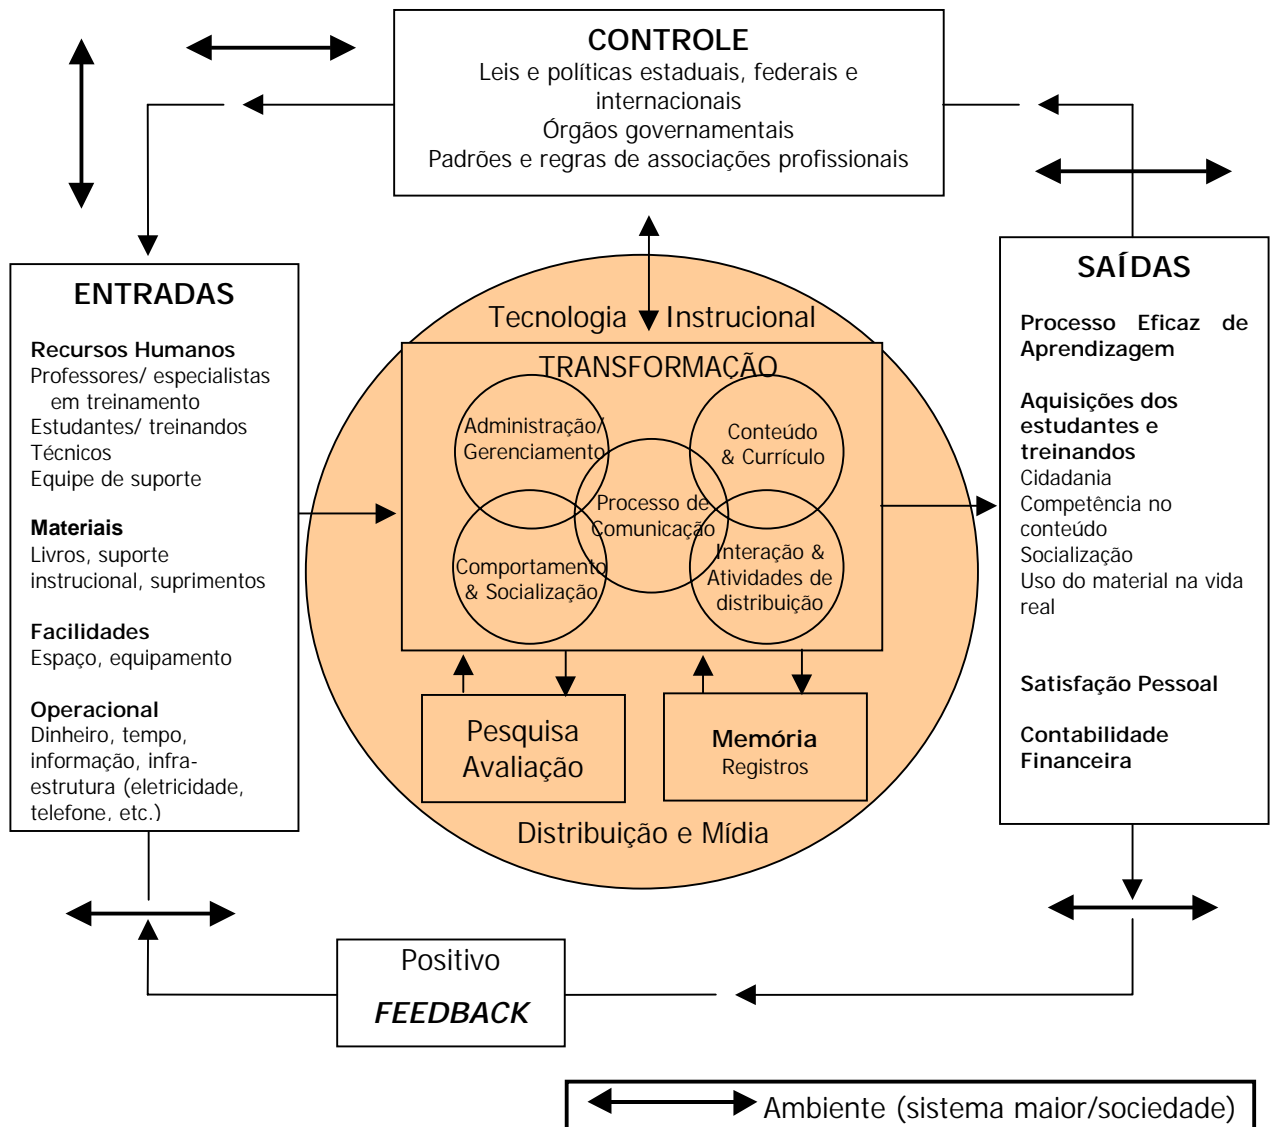 CONTROLE
Leis e políticas estaduais, federais e
internacionais
Órgãos governamentais
Padrões e regras de associações profissionais
ENTRADAS
Recursos Humanos
Professores/ especialistas
em treinamento
Estudantes/ treinandos
Técnicos
Equipe de suporte
Materiais
Livros, suporte
instrucional, suprimentos
Facilidades
Espaço, equipamento
Operacional
Dinheiro, tempo,
informação, infra-
estrutura (eletricidade,
telefone, etc.)
Tecnologia Instrucional
TRANSFORMAÇÃO
Administração/
Gerenciamento
Conteúdo
& Currículo
Processo de
Comunicação
Comportamento
& Socialização
Interação &
Atividades de
distribuição
Pesquisa
Avaliação
Memória
Registros
Distribuição e Mídia
SAÍDAS
Processo Eficaz de
Aprendizagem
Aquisições dos
estudantes e
treinandos
Cidadania
Competência no
conteúdo
Socialização
Uso do material na vida
real
Satisfação Pessoal
Contabilidade
Financeira
Positivo
FEEDBACK
Ambiente (sistema maior/sociedade)